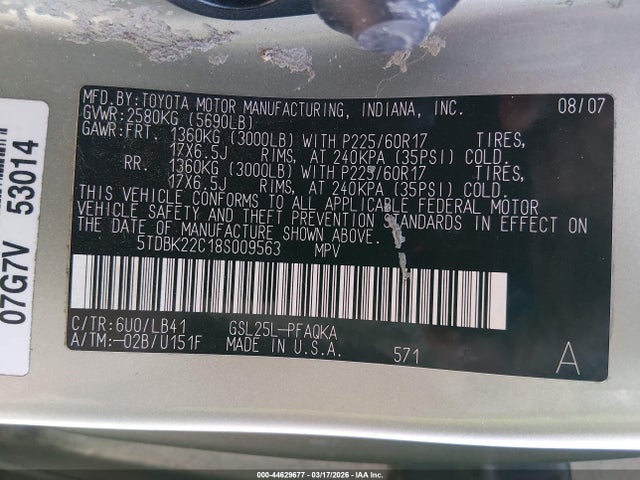 MFD. BY: TOYOTA MOTOR MANUFACTURING, INDIANA, INC. 08/07
GVWR: 2580KG (5690LB)
GAWR: FRT. 1360KG (3000LB) WITH P225/60R17 TIRES,
17X6.5J RIMS, AT 240KPA (35PSI) COLD.
RR. 1360KG (3000LB) WITH P225/60R17 TIRES,
17X6.5J RIMS, AT 240KPA (35PSI) COLD.
THIS VEHICLE CONFORMS TO ALL APPLICABLE FEDERAL MOTOR
VEHICLE SAFETY AND THEFT PREVENTION STANDARDS IN EFFECT ON
THE DATE OF MANUFACTURE SHOWN ABOVE.
5TDBK22C18S009563 MPV
C/TR: 6U0/LB41 GSL25L-PFAQKA
A/TM: -02B/U151F MADE IN U.S.A. 571 A
07G7V 53014
000-44629677 - 03/17/2026 - IAA Inc.